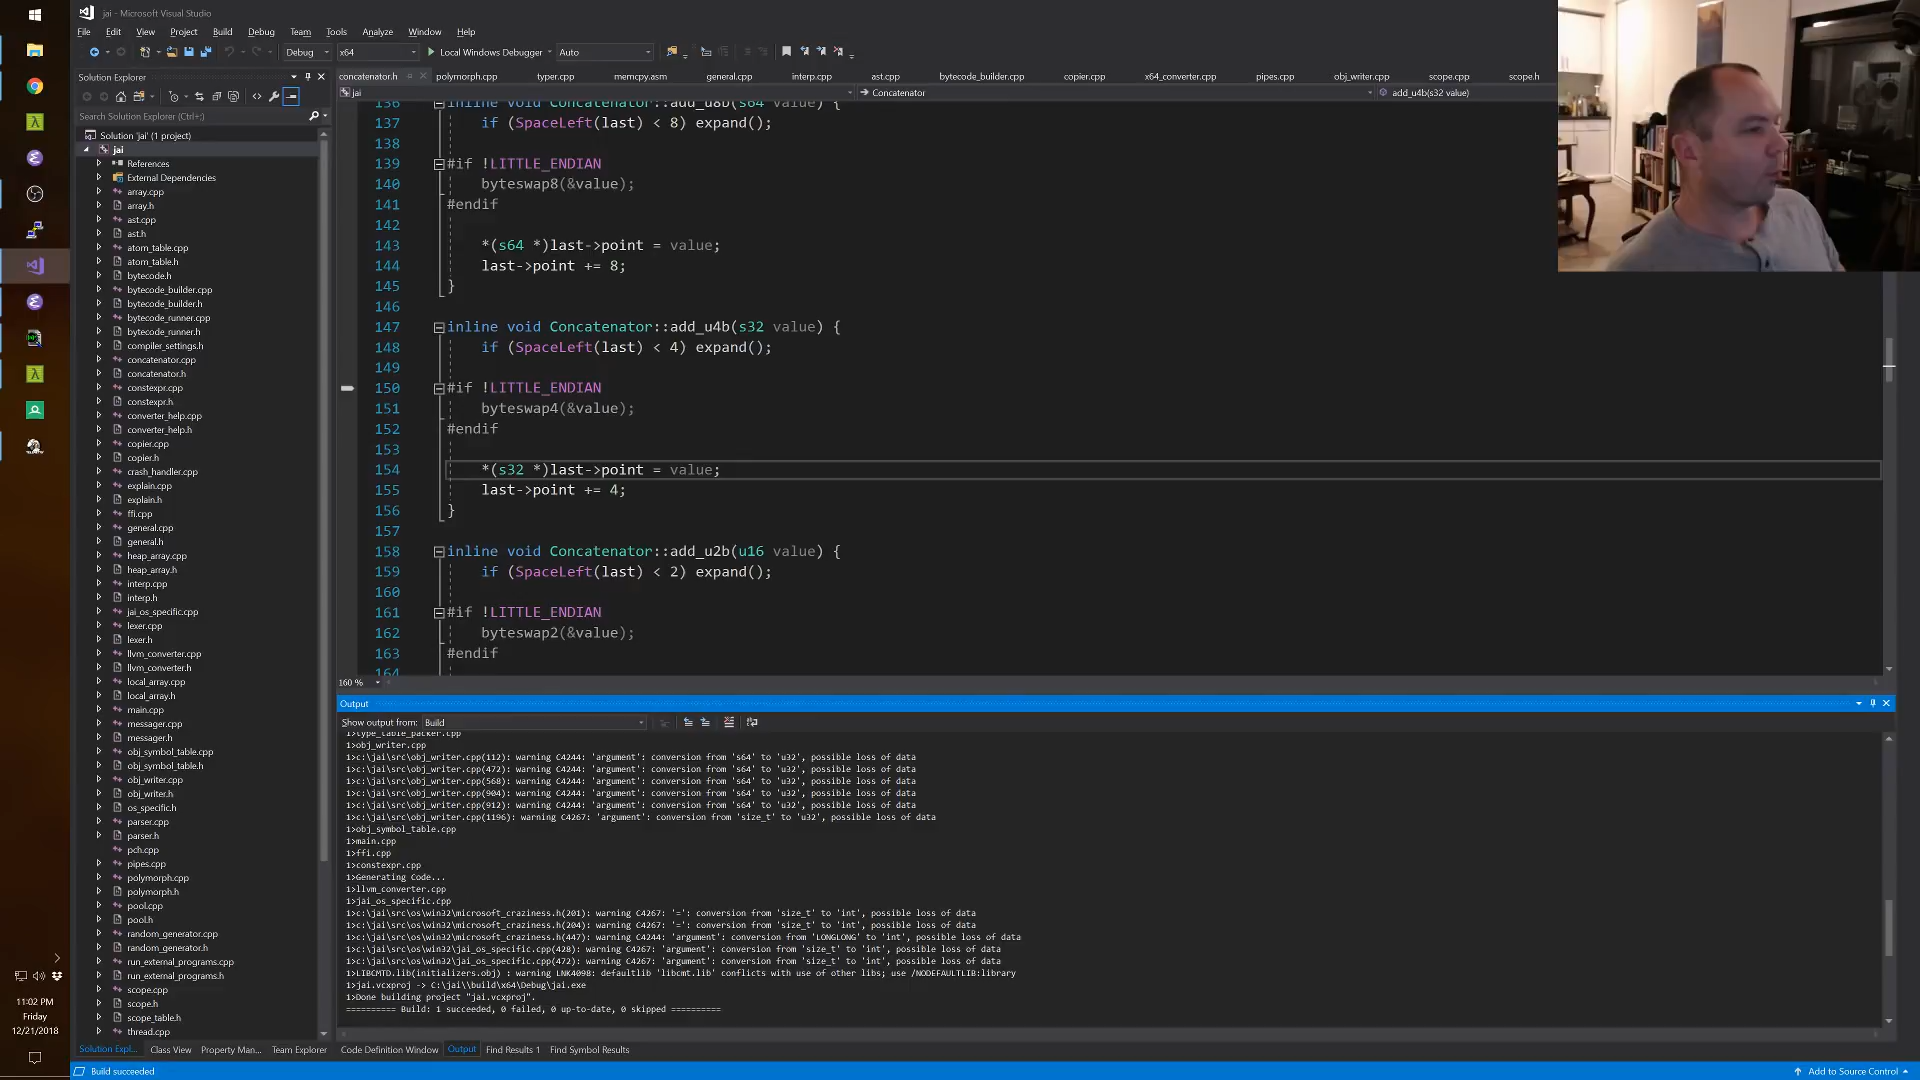 jai - Microsoft Visual Studio
File Edit View Project Build Debug Team Tools Analyze Window Help
Debug x64 Local Windows Debugger Auto
Solution Explorer
Search Solution Explorer (Ctrl+;)
Solution 'jai' (1 project)
jai
References
External Dependencies
array.cpp
array.h
ast.cpp
ast.h
atom_table.cpp
atom_table.h
bytecode.h
bytecode_builder.cpp
bytecode_builder.h
bytecode_runner.cpp
bytecode_runner.h
compiler_settings.h
concatenator.cpp
concatenator.h
constexpr.cpp
constexpr.h
converter_help.cpp
converter_help.h
copier.cpp
copier.h
crash_handler.cpp
explain.cpp
explain.h
ffi.cpp
general.cpp
general.h
heap_array.cpp
heap_array.h
interp.cpp
interp.h
jai_os_specific.cpp
lexer.cpp
lexer.h
llvm_converter.cpp
llvm_converter.h
local_array.cpp
local_array.h
main.cpp
messager.cpp
messager.h
obj_symbol_table.cpp
obj_symbol_table.h
obj_writer.cpp
obj_writer.h
os_specific.h
parser.cpp
parser.h
pch.cpp
pipes.cpp
polymorph.cpp
polymorph.h
pool.cpp
pool.h
random_generator.cpp
random_generator.h
run_external_programs.cpp
run_external_programs.h
scope.cpp
scope.h
scope_table.h
thread.cpp
Solution Expl... Class View Property Man... Team Explorer
concatenator.h polymorph.cpp typer.cpp memcpy.asm general.cpp interp.cpp ast.cpp bytecode_builder.cpp copier.cpp x64_converter.cpp pipes.cpp obj_writer.cpp scope.cpp scope.h
jai Concatenator add_u4b(s32 value)
136 inline void Concatenator::add_u8b(s64 value) {
137 if (SpaceLeft(last) < 8) expand();
138
139 #if !LITTLE_ENDIAN
140 byteswap8(&value);
141 #endif
142
143 *(s64 *)last->point = value;
144 last->point += 8;
145 }
146
147 inline void Concatenator::add_u4b(s32 value) {
148 if (SpaceLeft(last) < 4) expand();
149
150 #if !LITTLE_ENDIAN
151 byteswap4(&value);
152 #endif
153
154 *(s32 *)last->point = value;
155 last->point += 4;
156 }
157
158 inline void Concatenator::add_u2b(u16 value) {
159 if (SpaceLeft(last) < 2) expand();
160
161 #if !LITTLE_ENDIAN
162 byteswap2(&value);
163 #endif
164
160 %
Output
Show output from: Build
1>type_table_packer.cpp
1>obj_writer.cpp
1>c:\jai\src\obj_writer.cpp(112): warning C4244: 'argument': conversion from 's64' to 'u32', possible loss of data
1>c:\jai\src\obj_writer.cpp(472): warning C4244: 'argument': conversion from 's64' to 'u32', possible loss of data
1>c:\jai\src\obj_writer.cpp(568): warning C4244: 'argument': conversion from 's64' to 'u32', possible loss of data
1>c:\jai\src\obj_writer.cpp(904): warning C4244: 'argument': conversion from 's64' to 'u32', possible loss of data
1>c:\jai\src\obj_writer.cpp(912): warning C4244: 'argument': conversion from 's64' to 'u32', possible loss of data
1>c:\jai\src\obj_writer.cpp(1196): warning C4267: 'argument': conversion from 'size_t' to 'u32', possible loss of data
1>obj_symbol_table.cpp
1>main.cpp
1>ffi.cpp
1>constexpr.cpp
1>Generating Code...
1>llvm_converter.cpp
1>jai_os_specific.cpp
1>c:\jai\src\os\win32\microsoft_craziness.h(201): warning C4267: '=': conversion from 'size_t' to 'int', possible loss of data
1>c:\jai\src\os\win32\microsoft_craziness.h(204): warning C4267: '=': conversion from 'size_t' to 'int', possible loss of data
1>c:\jai\src\os\win32\microsoft_craziness.h(447): warning C4244: 'argument': conversion from 'LONGLONG' to 'int', possible loss of data
1>c:\jai\src\os\win32\jai_os_specific.cpp(428): warning C4267: 'argument': conversion from 'size_t' to 'int', possible loss of data
1>c:\jai\src\os\win32\jai_os_specific.cpp(472): warning C4267: 'argument': conversion from 'size_t' to 'int', possible loss of data
1>LIBCMTD.lib(initializers.obj) : warning LNK4098: defaultlib 'libcmt.lib' conflicts with use of other libs; use /NODEFAULTLIB:library
1>jai.vcxproj -> C:\jai\\build\x64\Debug\jai.exe
1>Done building project "jai.vcxproj".
========== Build: 1 succeeded, 0 failed, 0 up-to-date, 0 skipped ==========
Code Definition Window Output Find Results 1 Find Symbol Results
11:02 PM
Friday
12/21/2018
Build succeeded
Add to Source Control